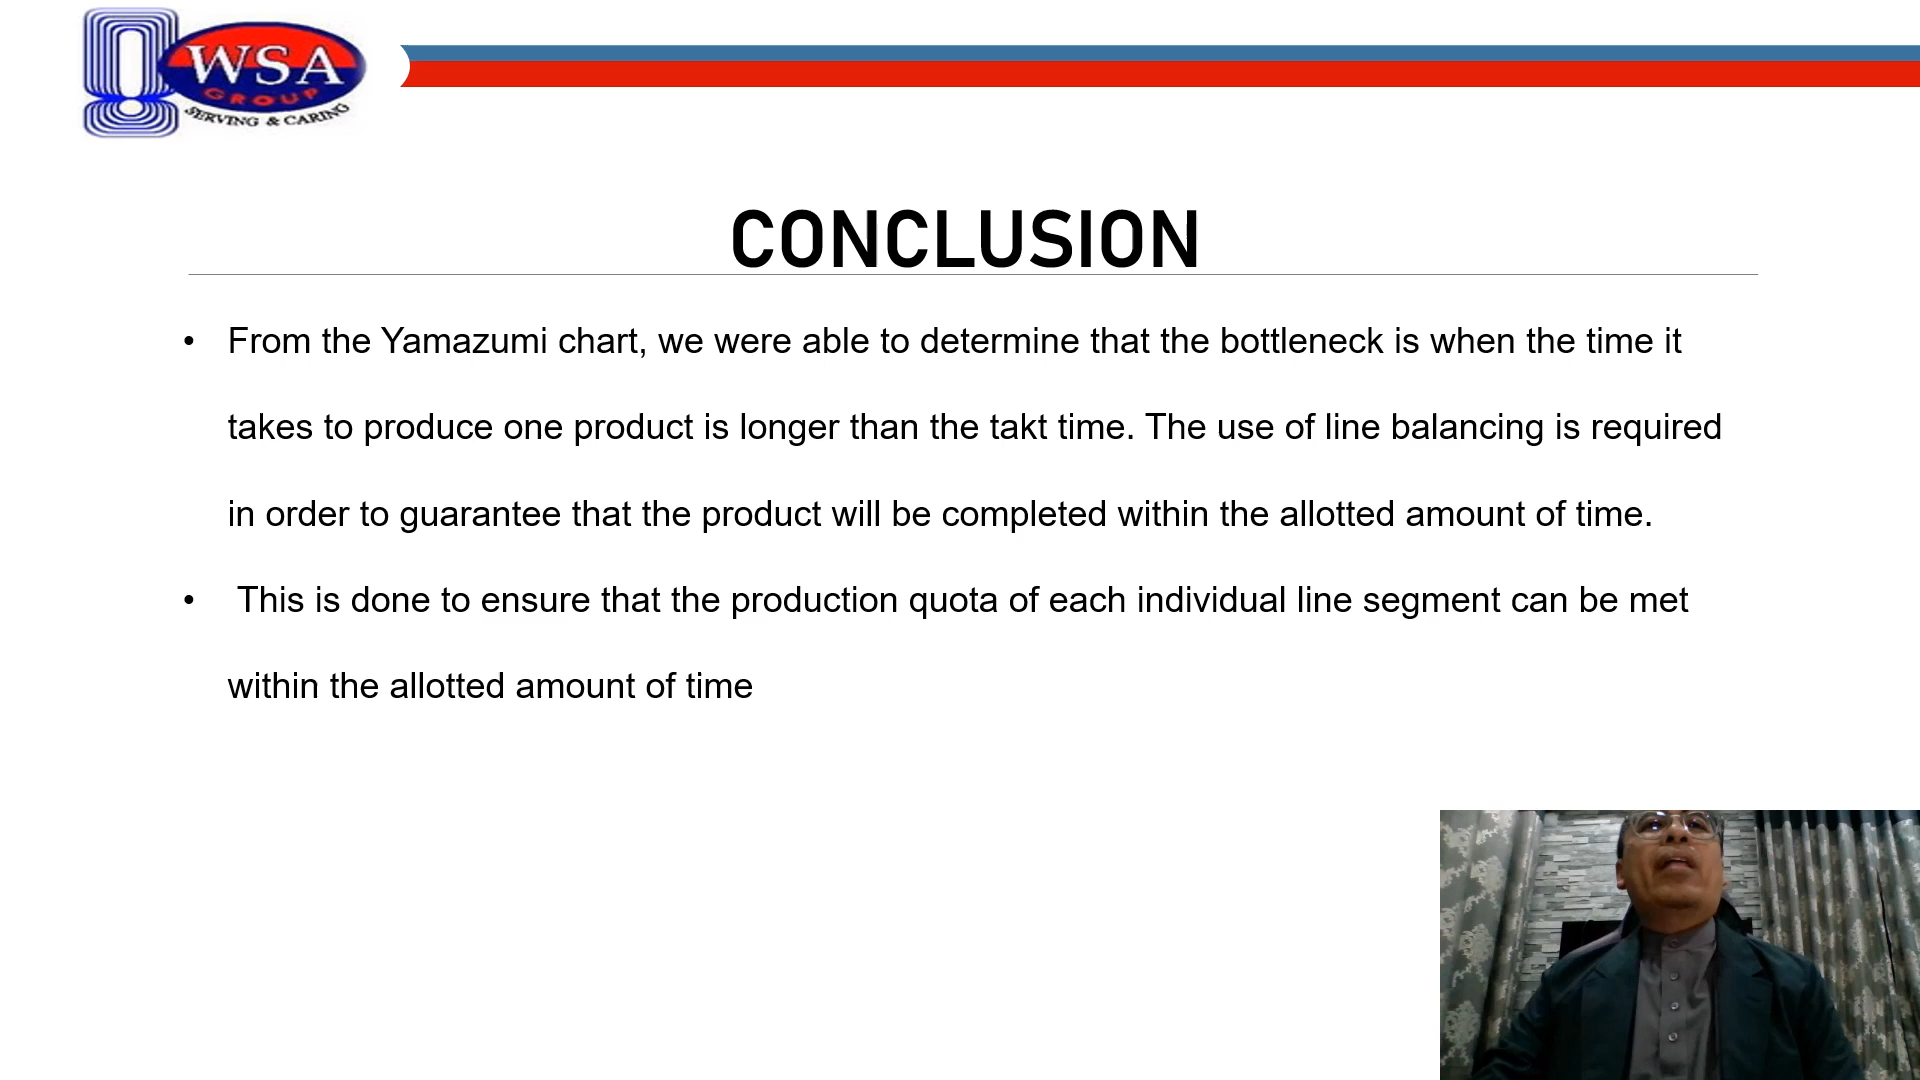 WSA
GROUP
SERVING & CARING
CONCLUSION
• From the Yamazumi chart, we were able to determine that the bottleneck is when the time it
takes to produce one product is longer than the takt time. The use of line balancing is required
in order to guarantee that the product will be completed within the allotted amount of time.
• This is done to ensure that the production quota of each individual line segment can be met
within the allotted amount of time